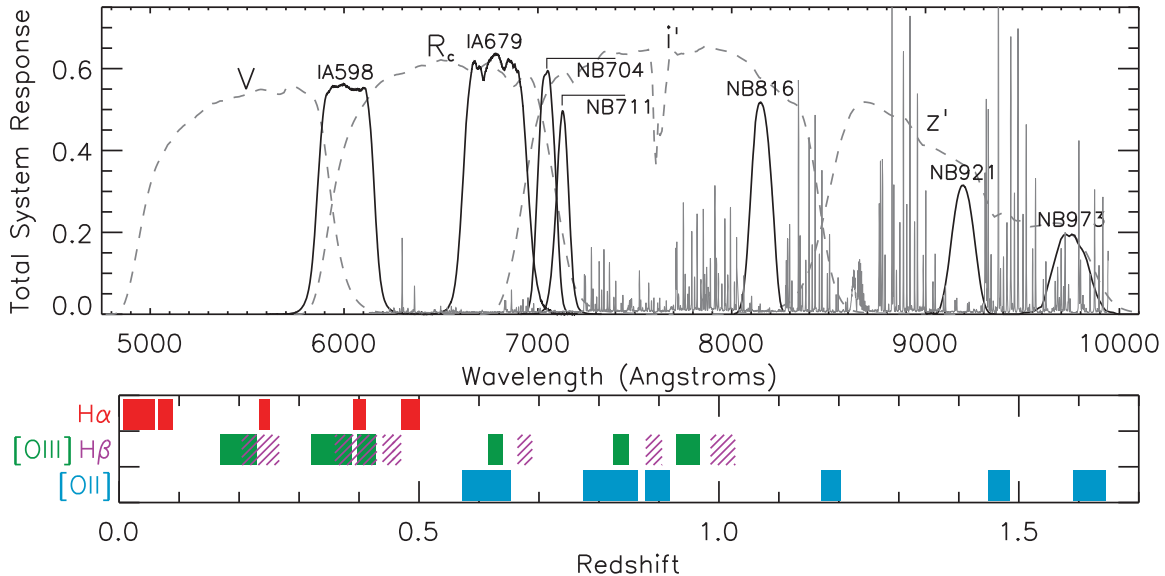 Total System Response
0.6
0.4
0.2
0.0
V
IA598
R_c
IA679
NB704
NB711
i'
NB816
z'
NB921
NB973
5000 6000 7000 8000 9000 10000
Wavelength (Angstroms)
Hα
[OIII] Hβ
[OII]
0.0 0.5 1.0 1.5
Redshift